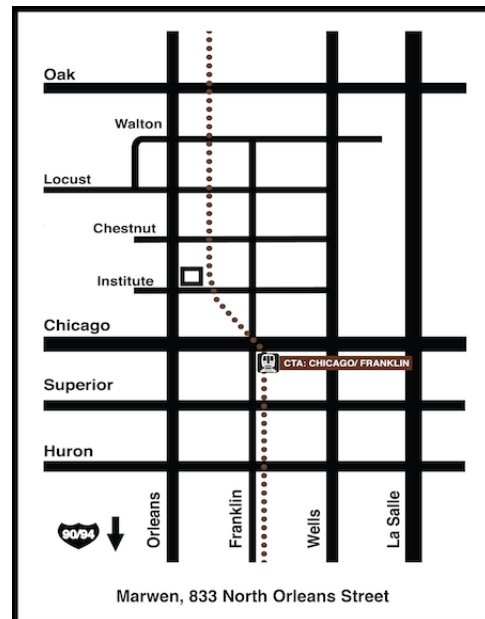 Oak
Walton
Locust
Chestnut
Institute
Chicago
CTA: CHICAGO/ FRANKLIN
Superior
Huron
90/94
Orleans
Franklin
Wells
La Salle
Marwen, 833 North Orleans Street